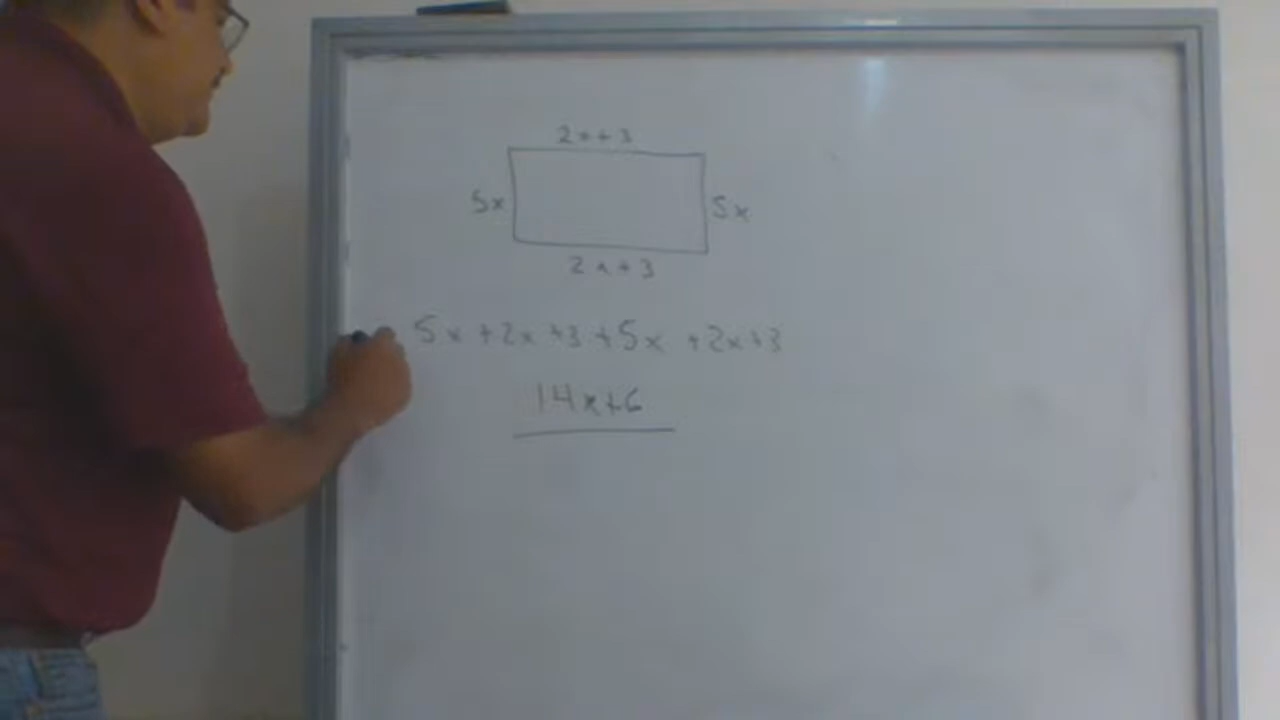 2x+3
5x 5x
2x+3
5x +2x +3 +5x +2x+3
14x+6